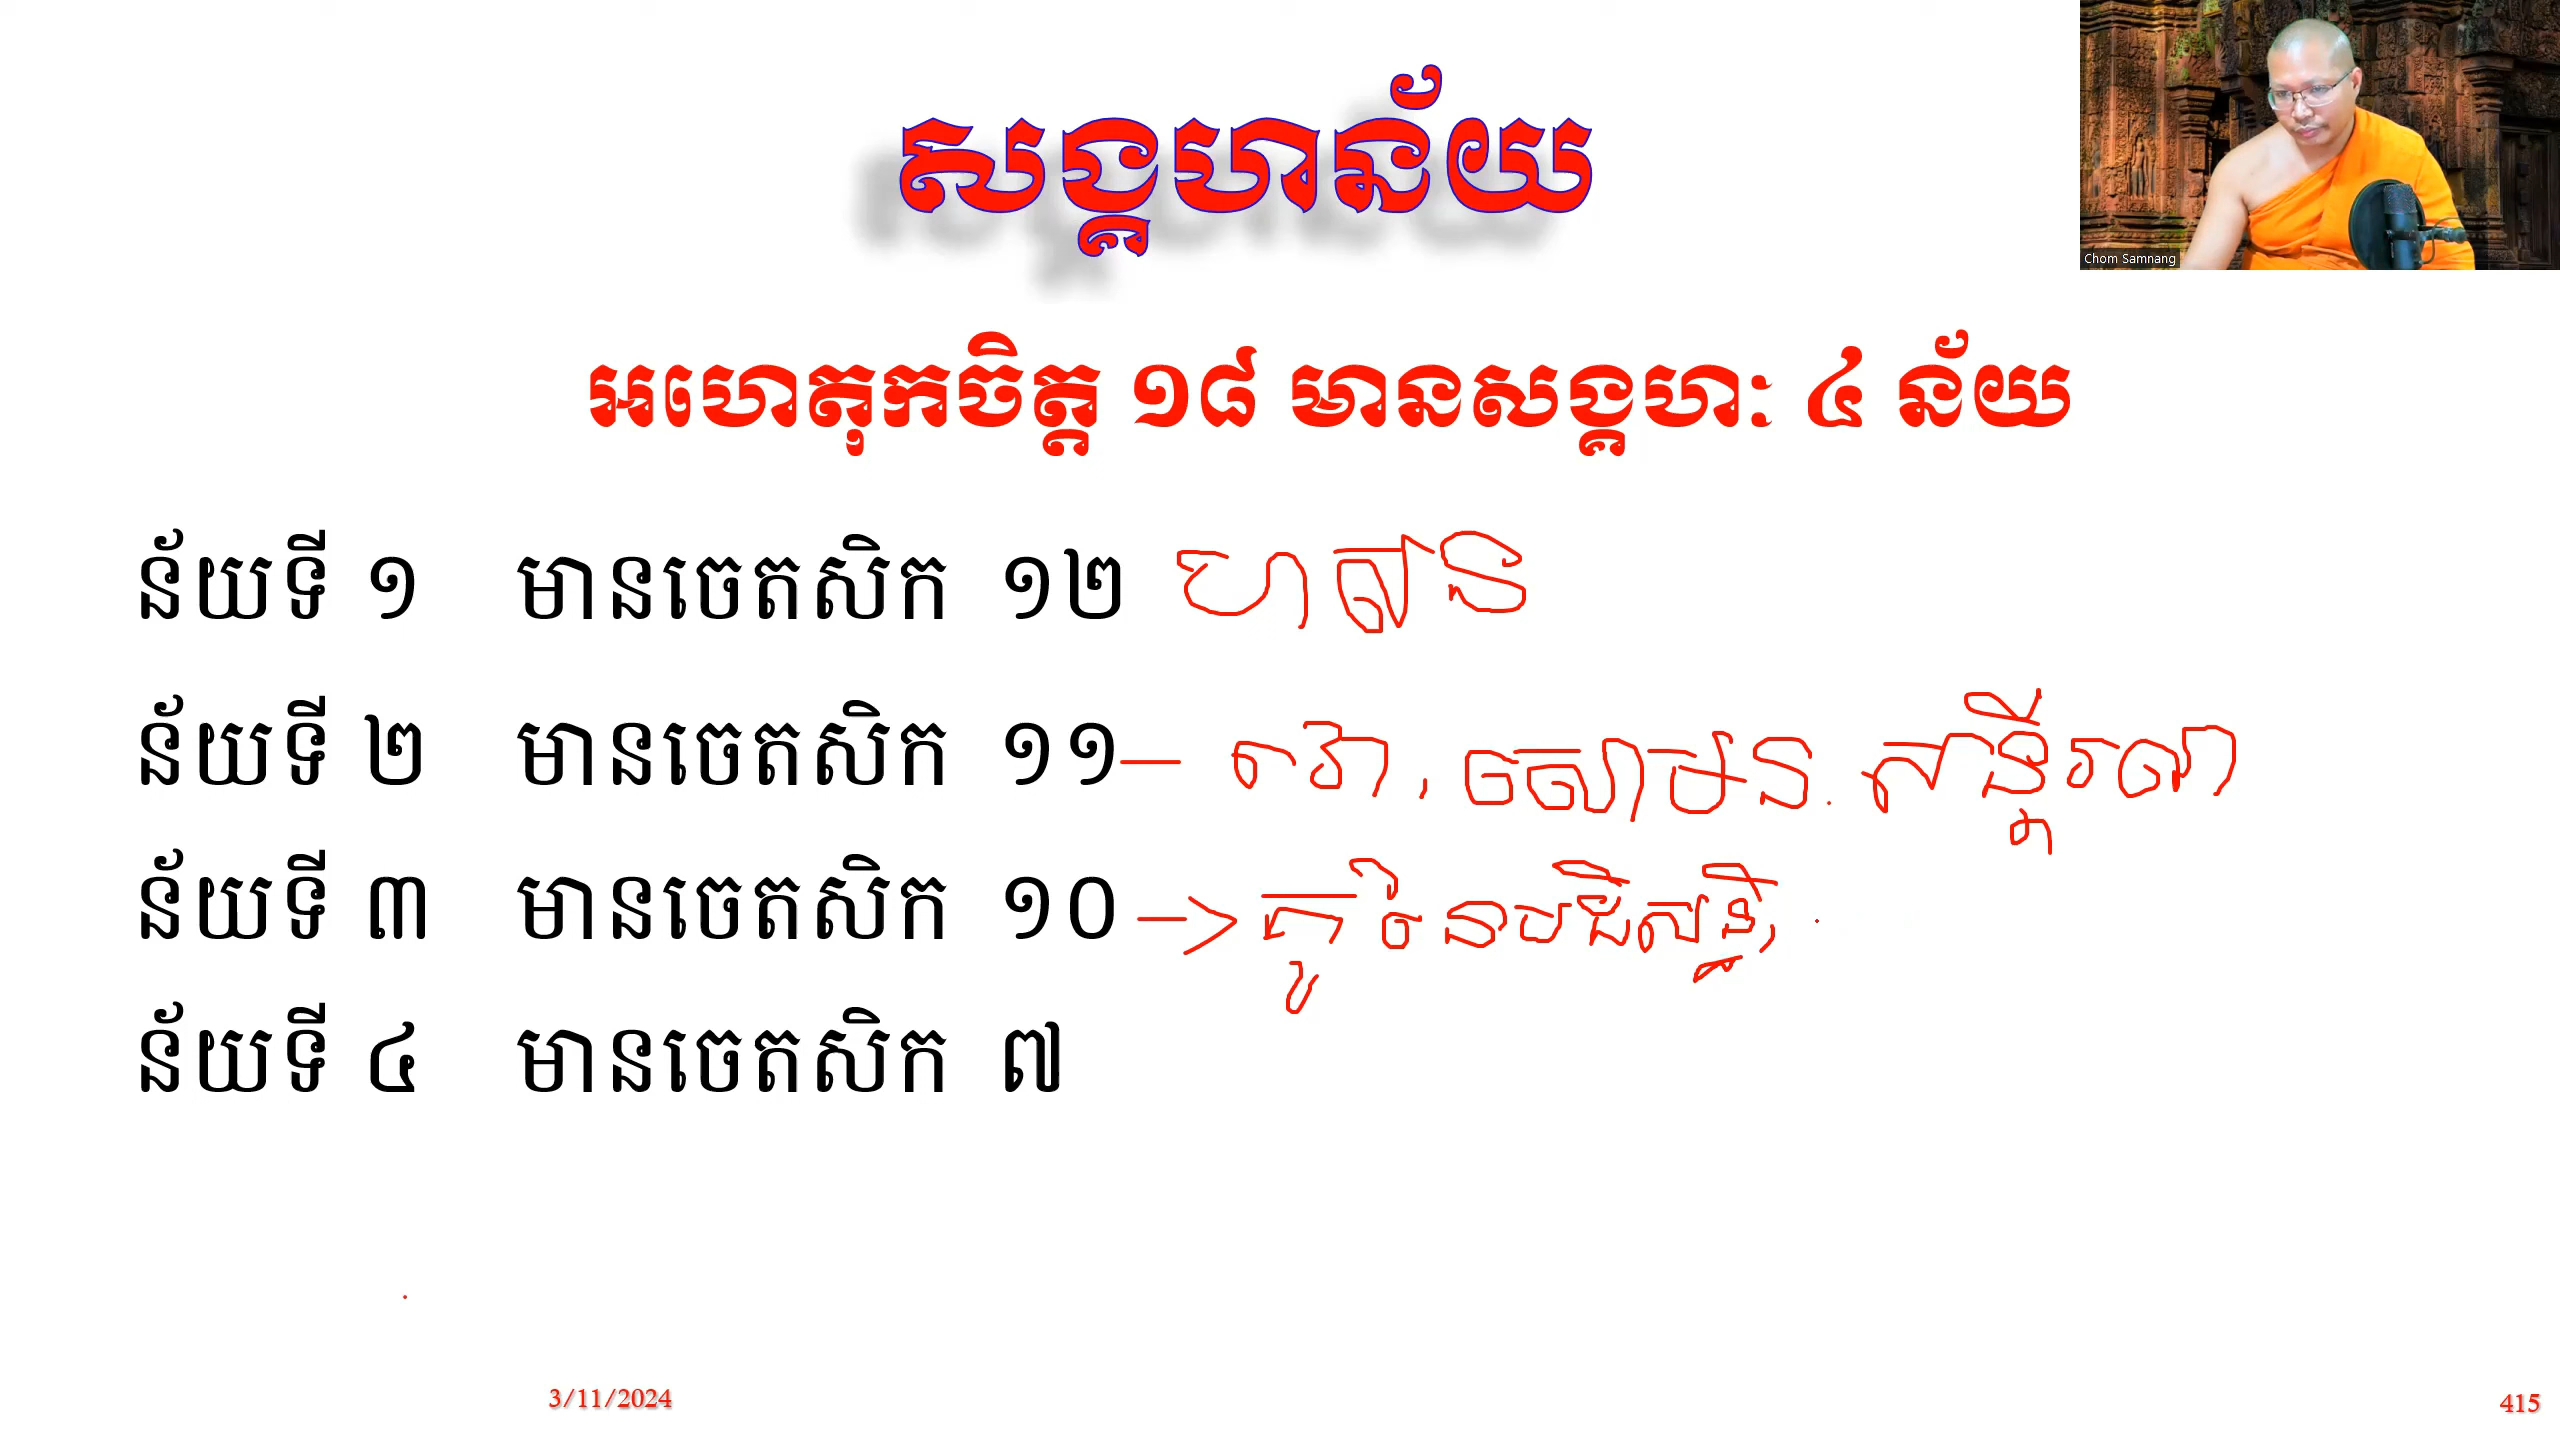 សង្គហន័យ
Chom Samnang
អហេតុកចិត្ត ១៨ មានសង្គហៈ ៤ ន័យ
ន័យទី ១ មានចេតសិក ១២
ន័យទី ២ មានចេតសិក ១១ –
ន័យទី ៣ មានចេតសិក ១០ →
ន័យទី ៤ មានចេតសិក ៧
3/11/2024
415